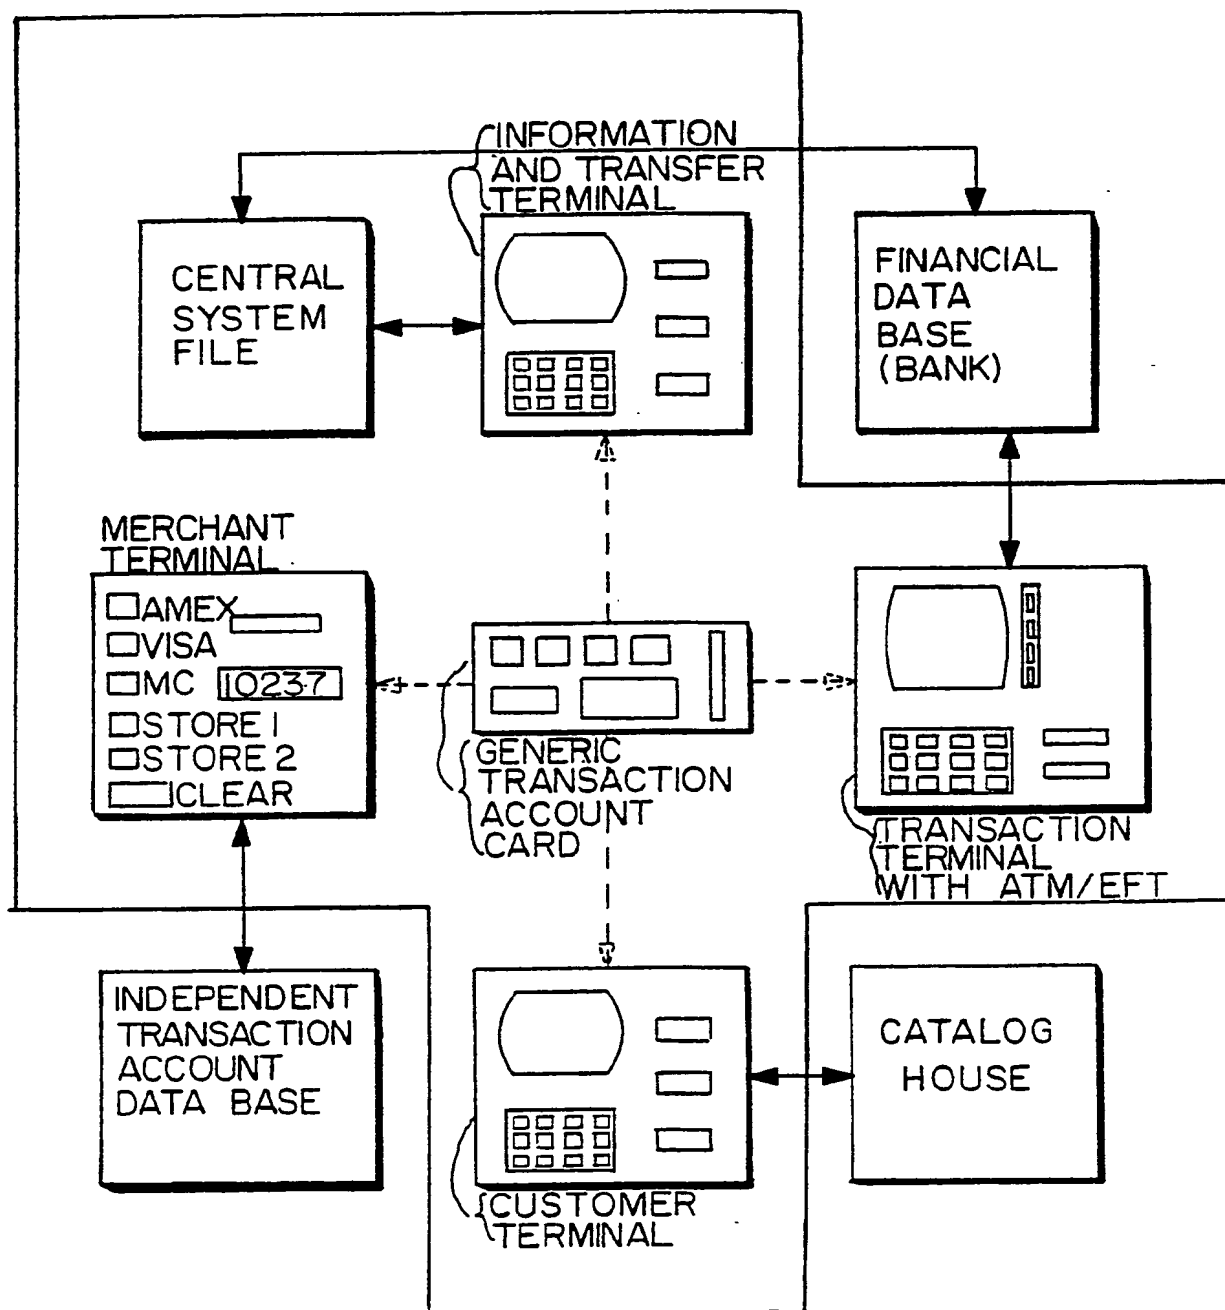 INFORMATION
AND TRANSFER
TERMINAL
CENTRAL
SYSTEM
FILE
FINANCIAL
DATA
BASE
(BANK)
MERCHANT
TERMINAL
AMEX
VISA
MC 10237
STORE 1
STORE 2
CLEAR
GENERIC
TRANSACTION
ACCOUNT
CARD
TRANSACTION
TERMINAL
WITH ATM/EFT
INDEPENDENT
TRANSACTION
ACCOUNT
DATA BASE
CATALOG
HOUSE
CUSTOMER
TERMINAL